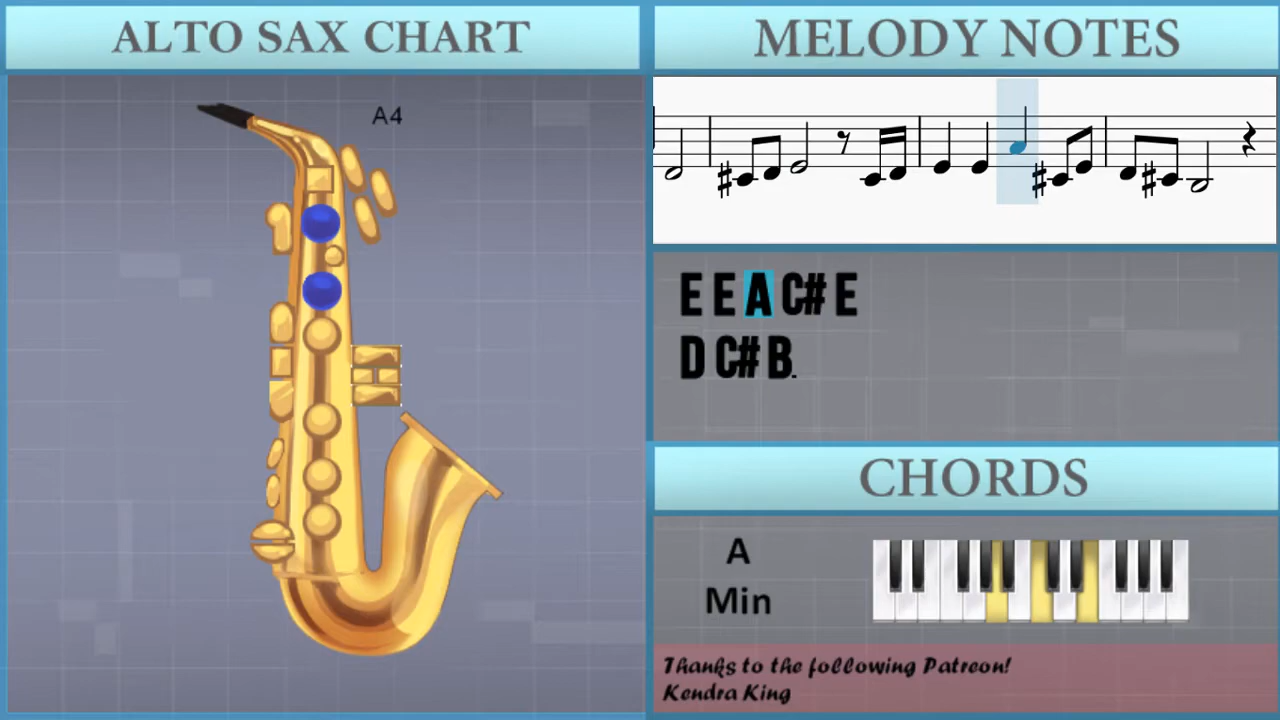 ALTO SAX CHART
A4
MELODY NOTES
E E A C# E
D C# B.
CHORDS
A
Min
Thanks to the following Patreon!
Kendra King